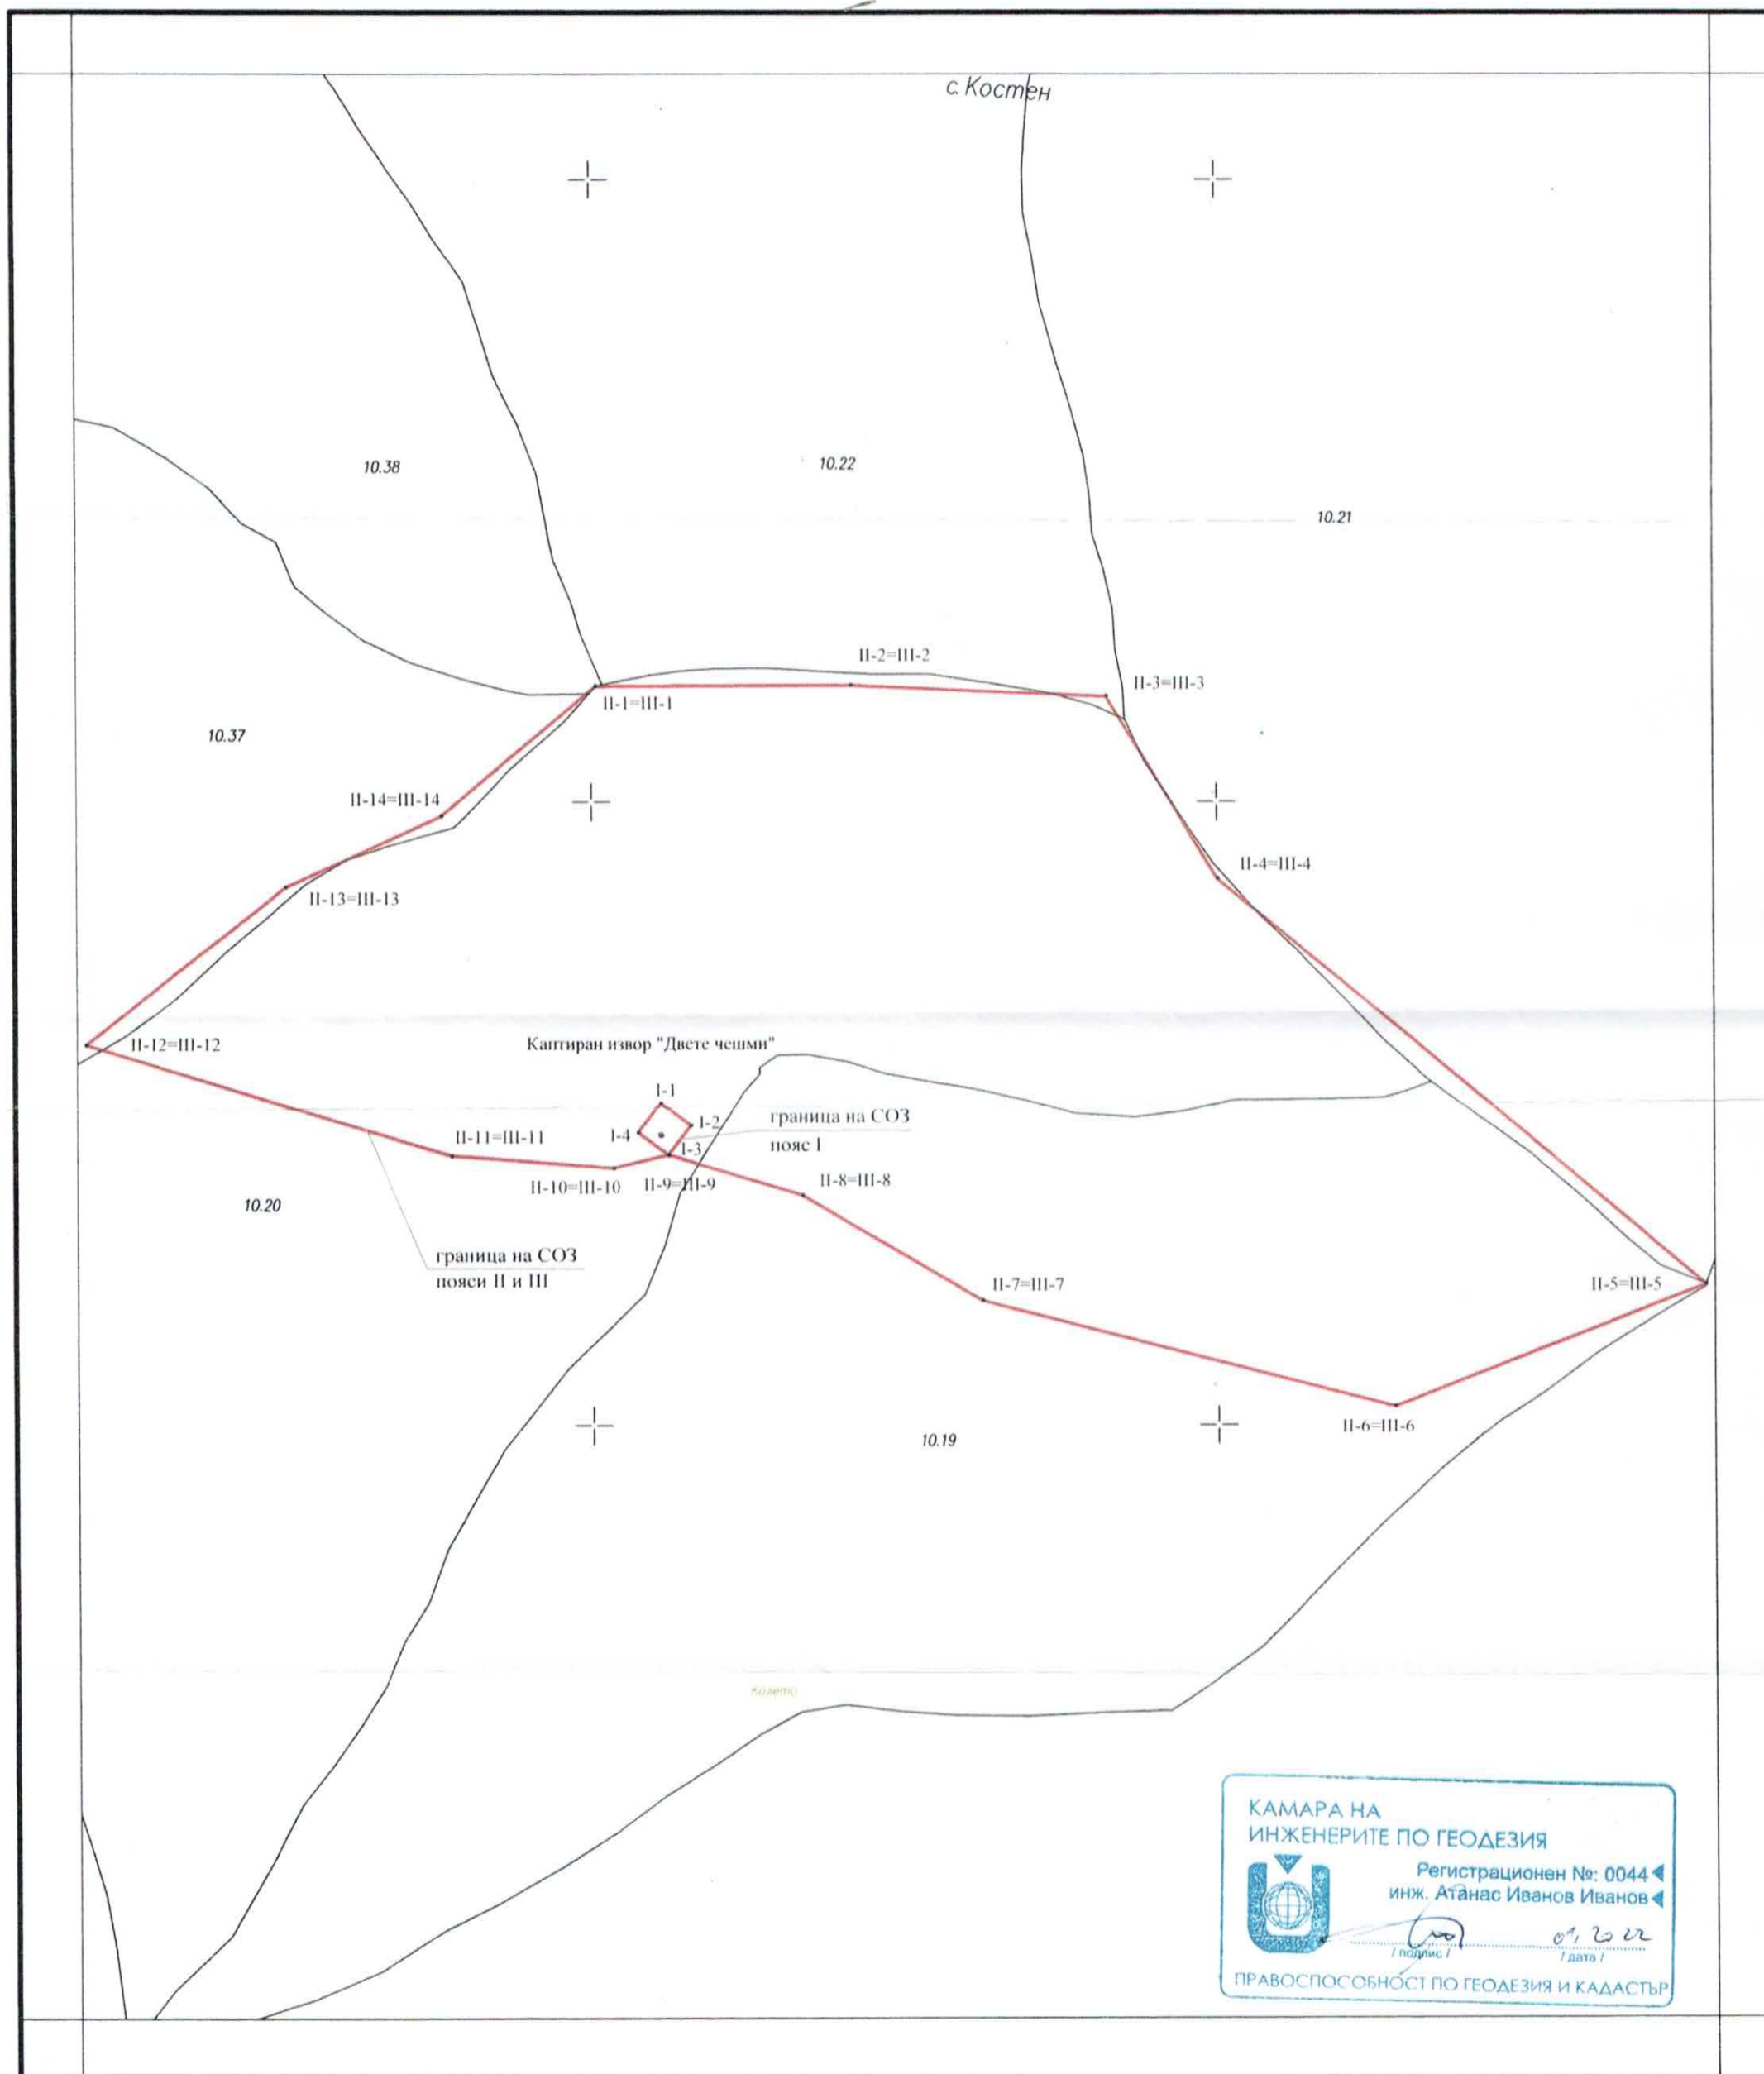 с. Костен
10.38
10.22
10.21
II-2=III-2
II-3=III-3
II-1=III-1
10.37
II-14=III-14
II-4=III-4
II-13=III-13
II-12=III-12
Каптиран извор "Двете чешми"
I-1
I-2
граница на СОЗ
пояс I
I-4
I-3
II-11=III-11
II-10=III-10
II-9=III-9
II-8=III-8
10.20
граница на СОЗ
пояси II и III
II-7=III-7
II-5=III-5
II-6=III-6
10.19
КАМАРА НА
ИНЖЕНЕРИТЕ ПО ГЕОДЕЗИЯ
Регистрационен №: 0044
инж. Атанас Иванов Иванов
01, 2022
/ подпис /
/ дата /
ПРАВОСПОСОБНОСТ ПО ГЕОДЕЗИЯ И КАДАСТЪР